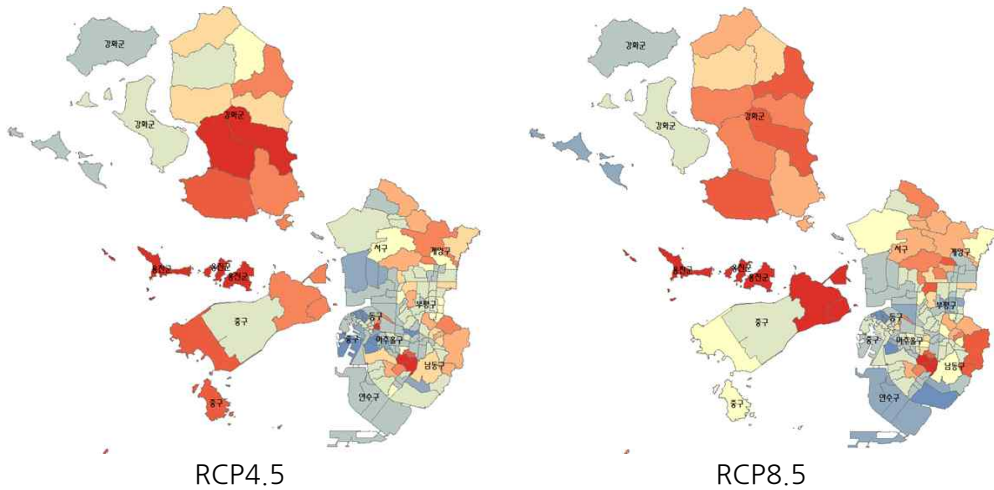 강화군
강화군
강화군
옹진군
옹진군
옹진군
중구
중구
서구
계양구
부평구
동구
중구
미추홀구
남동구
연수구
RCP4.5
강화군
강화군
강화군
옹진군
옹진군
옹진군
중구
중구
서구
계양구
부평구
동구
중구
미추홀구
남동구
연수구
RCP8.5